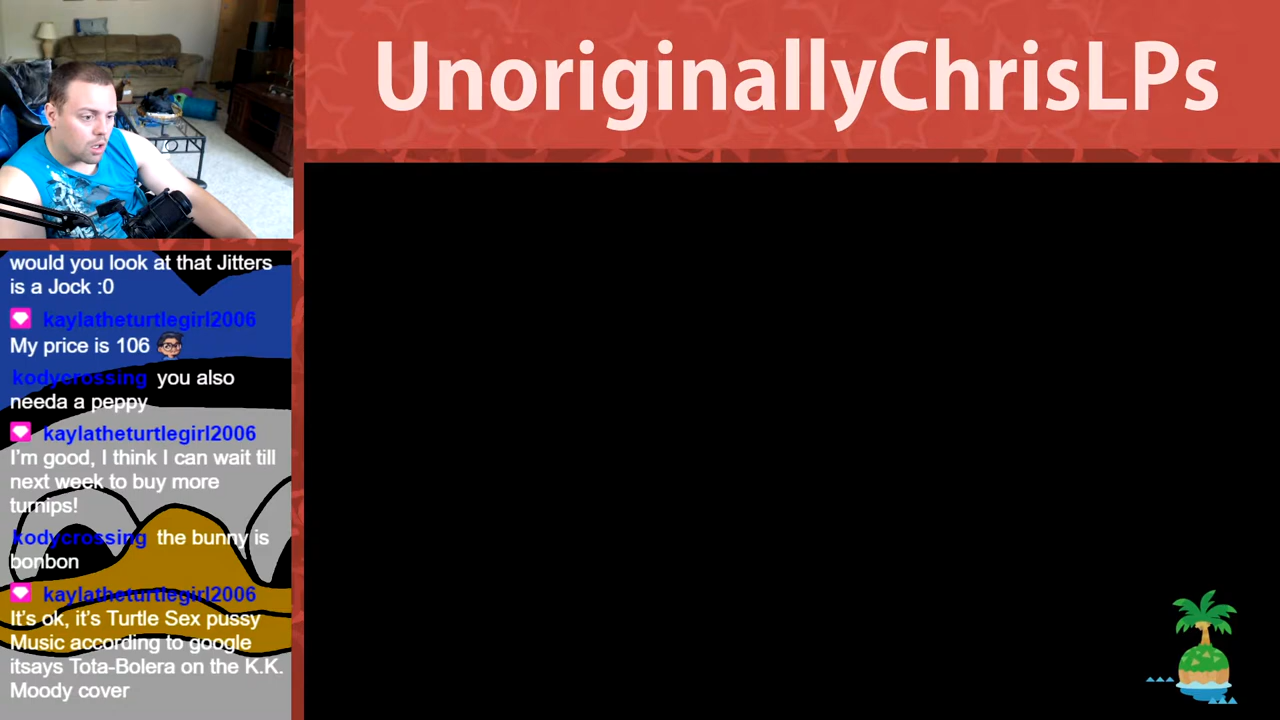 UnoriginallyChrisLPs
would you look at that Jitters
is a Jock :0
kaylatheturtlegirl2006
My price is 106
kodycrossing you also
needa a peppy
kaylatheturtlegirl2006
I'm good, I think I can wait till
next week to buy more
turnips!
kodycrossing the bunny is
bonbon
kaylatheturtlegirl2006
It's ok, it's Turtle Sex pussy
Music according to google
itsays Tota-Bolera on the K.K.
Moody cover